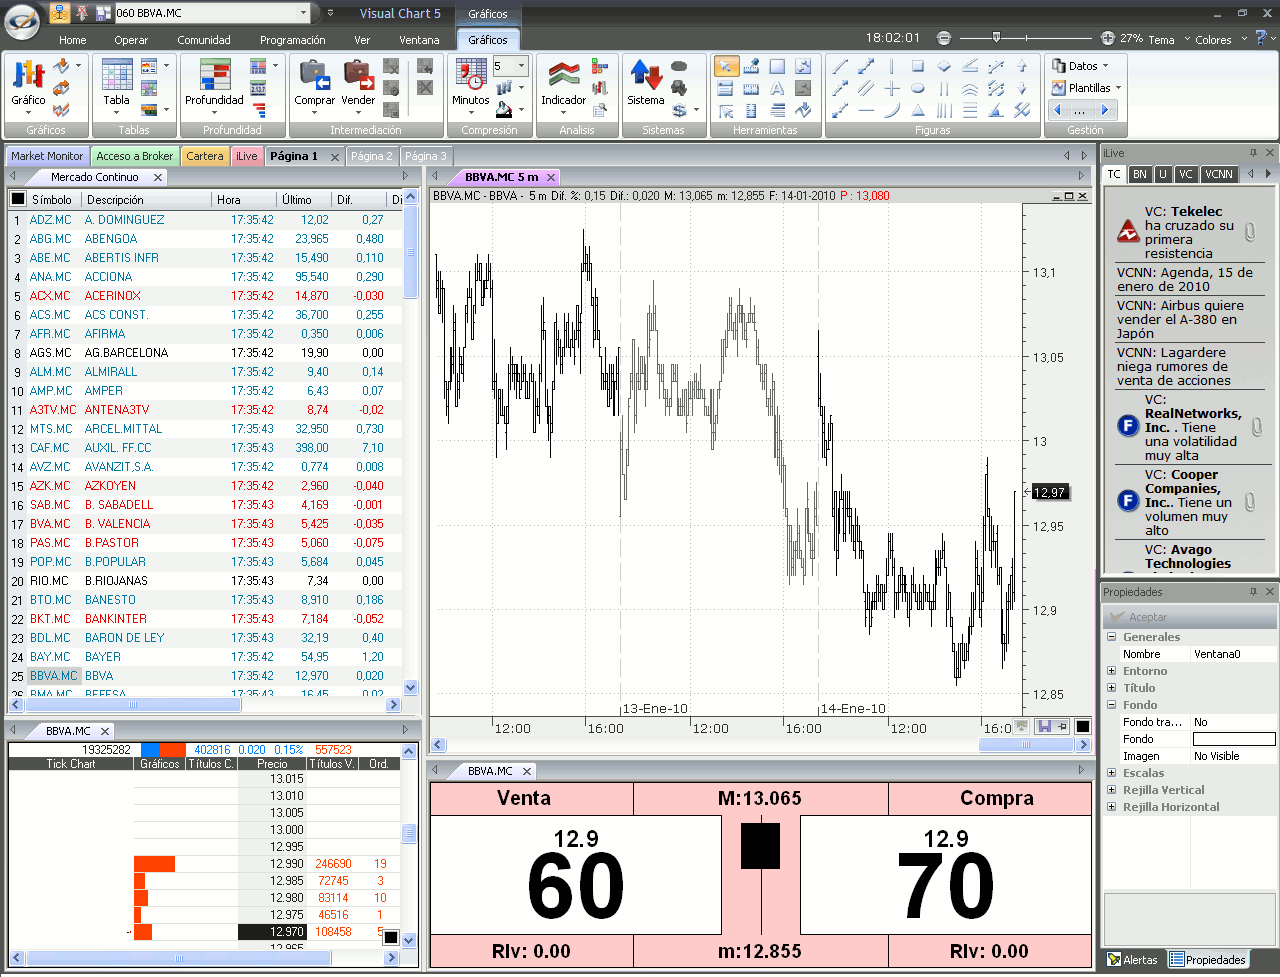 060 BBVA.MC
Visual Chart 5
Gráficos
Home Operar Comunidad Programación Ver Ventana Gráficos
18:02:01 27% Tema Colores
Gráfico Tabla Profundidad Comprar Vender Minutos 5 Indicador Sistema Datos Plantillas ...
Gráficos Tablas Profundidad Intermediación Compresión Analisis Sistemas Herramientas Figuras Gestión
Market Monitor Acceso a Broker Cartera iLive Página 1 Página 2 Página 3
Mercado Continuo
Símbolo Descripción Hora Último Dif. Di
1 ADZ.MC A. DOMINGUEZ 17:35:42 12,02 0,27
2 ABG.MC ABENGOA 17:35:42 23,965 0,480
3 ABE.MC ABERTIS INFR 17:35:42 15,490 0,110
4 ANA.MC ACCIONA 17:35:42 95,540 0,290
5 ACX.MC ACERINOX 17:35:42 14,870 -0,030
6 ACS.MC ACS CONST. 17:35:42 36,700 0,255
7 AFR.MC AFIRMA 17:35:42 0,350 0,006
8 AGS.MC AG.BARCELONA 17:35:42 19,90 0,00
9 ALM.MC ALMIRALL 17:35:42 9,40 0,14
10 AMP.MC AMPER 17:35:42 6,43 0,07
11 A3TV.MC ANTENA3TV 17:35:42 8,74 -0,02
12 MTS.MC ARCEL.MITTAL 17:35:42 32,950 0,730
13 CAF.MC AUXIL. FF.CC 17:35:42 398,00 7,10
14 AVZ.MC AVANZIT,S.A. 17:35:42 0,774 0,008
15 AZK.MC AZKOYEN 17:35:42 2,960 -0,040
16 SAB.MC B. SABADELL 17:35:43 4,169 -0,001
17 BVA.MC B. VALENCIA 17:35:43 5,425 -0,035
18 PAS.MC B.PASTOR 17:35:43 5,060 -0,075
19 POP.MC B.POPULAR 17:35:43 5,684 0,045
20 RIO.MC B.RIOJANAS 17:35:43 7,34 0,00
21 BTO.MC BANESTO 17:35:43 8,910 0,186
22 BKT.MC BANKINTER 17:35:43 7,184 -0,052
23 BDL.MC BARON DE LEY 17:35:43 32,19 0,40
24 BAY.MC BAYER 17:35:42 54,95 1,20
25 BBVA.MC BBVA 17:35:42 12,970 0,020
26 BMA.MC BEFESA 17:35:42 16,45 0,02
BBVA.MC 5 m
BBVA.MC - BBVA - 5 m Dif. %: 0,15 Dif.: 0,020 M: 13,065 m: 12,855 F: 14-01-2010 P : 13,080
13,1
13,05
13
12,97
12,95
12,9
12,85
13-Ene-10 14-Ene-10
12:00 16:00 12:00 16:00 12:00 16:0
iLive
TC BN U VC VCNN
VC: Tekelec
ha cruzado su
primera
resistencia
VCNN: Agenda, 15 de
enero de 2010
VCNN: Airbus quiere
vender el A-380 en
Japón
VCNN: Lagardere
niega rumores de
venta de acciones
VC:
RealNetworks,
Inc. . Tiene
una volatilidad
muy alta
VC: Cooper
Companies,
Inc.. Tiene un
volumen muy
alto
VC: Avago
Technologies
Propiedades
Aceptar
Generales
Nombre Ventana0
Entorno
Título
Fondo
Fondo tra... No
Fondo
Imagen No Visible
Escalas
Rejilla Vertical
Rejilla Horizontal
Alertas Propiedades
BBVA.MC
19325282 402816 0.020 0.15% 557523
Tick Chart Gráficos Títulos C. Precio Títulos V. Ord.
13.015
13.010
13.005
13.000
12.995
12.990 246690 19
12.985 72745 3
12.980 83114 10
12.975 46516 1
12.970 108458 5
12.965
BBVA.MC
Venta M:13.065 Compra
12.9 12.9
60 70
Rlv: 0.00 m:12.855 Rlv: 0.00